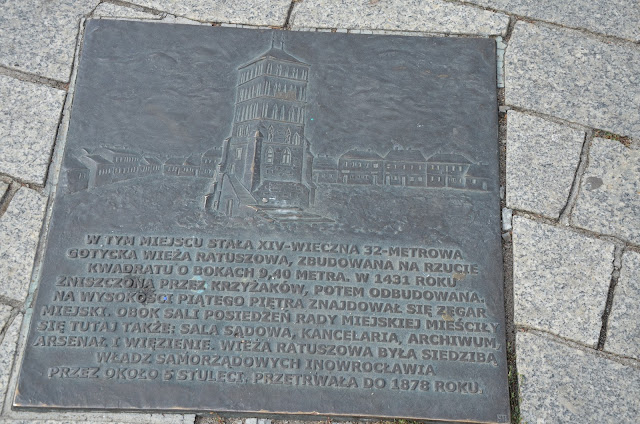 W TYM MIEJSCU STAŁA XIV-WIECZNA 32-METROWA
GOTYCKA WIEŻA RATUSZOWA, ZBUDOWANA NA RZUCIE
KWADRATU O BOKACH 9,40 METRA. W 1431 ROKU
ZNISZCZONA PRZEZ KRZYŻAKÓW, POTEM ODBUDOWANA.
NA WYSOKOŚCI PIĄTEGO PIĘTRA ZNAJDOWAŁ SIĘ ZEGAR
MIEJSKI. OBOK SALI POSIEDZEŃ RADY MIEJSKIEJ MIEŚCIŁY
SIĘ TUTAJ TAKŻE: SALA SĄDOWA, KANCELARIA, ARCHIWUM,
ARSENAŁ I WIĘZIENIE. WIEŻA RATUSZOWA BYŁA SIEDZIBĄ
WŁADZ SAMORZĄDOWYCH INOWROCŁAWIA
PRZEZ OKOŁO 5 STULECI. PRZETRWAŁA DO 1878 ROKU.